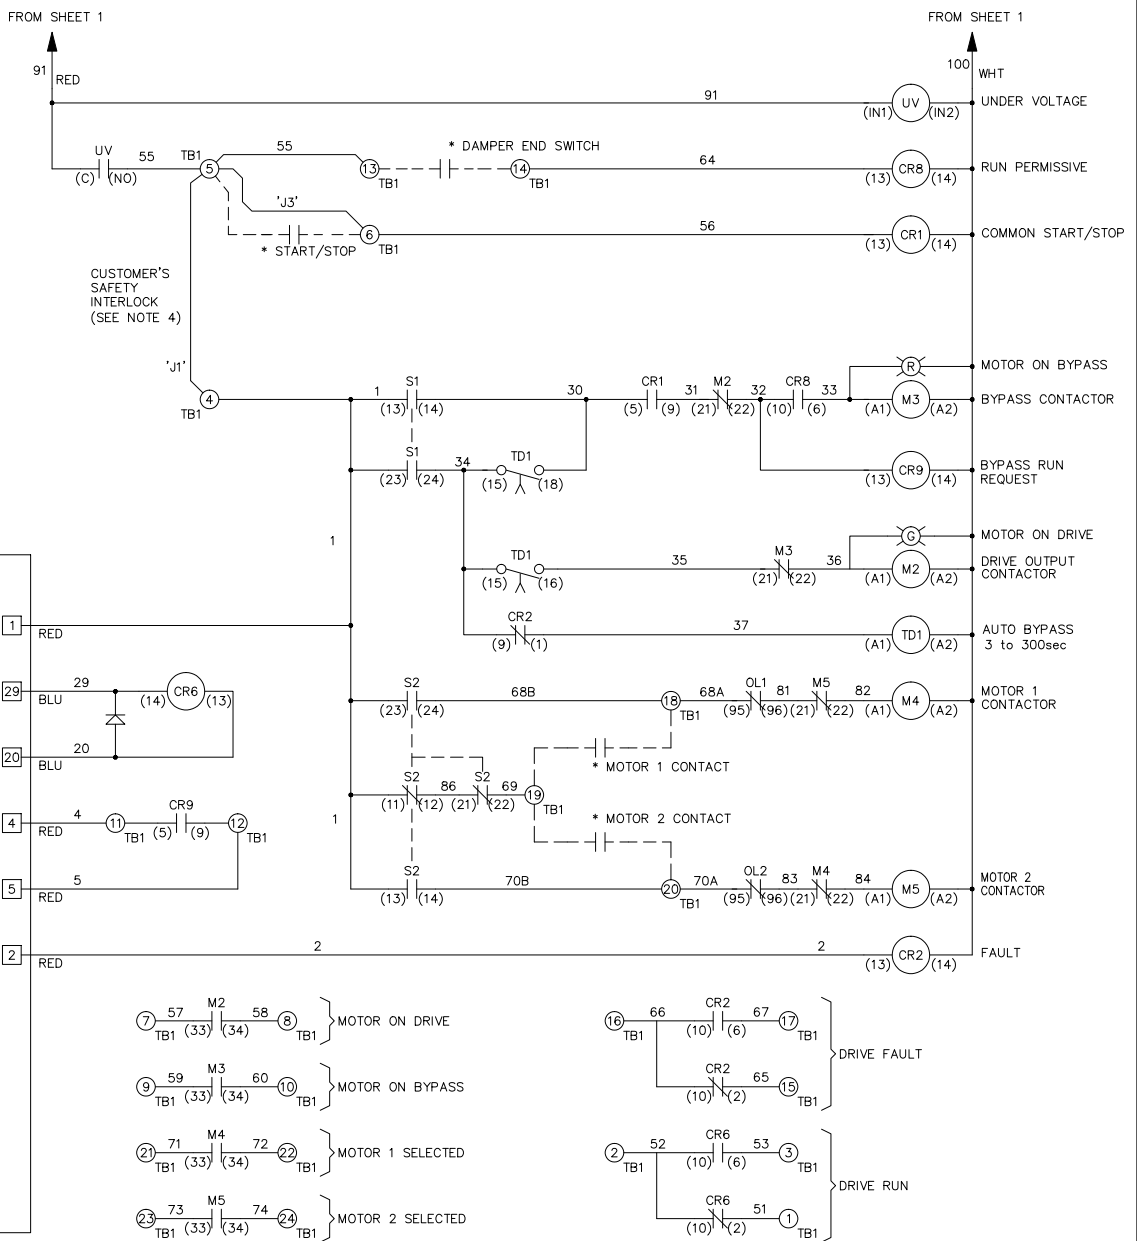 FROM SHEET 1 FROM SHEET 1
91 RED 100 WHT
91 (IN1) UV (IN2) UNDER VOLTAGE
UV 55 TB1 55 * DAMPER END SWITCH 64
(C) (NO) 5 13 TB1 14 TB1 (13) CR8 (14) RUN PERMISSIVE
'J3'
* START/STOP 6 TB1 56 (13) CR1 (14) COMMON START/STOP
CUSTOMER'S
SAFETY
INTERLOCK
(SEE NOTE 4)
'J1' R MOTOR ON BYPASS
4 TB1 1 S1 (13) (14) 30 CR1 (5) (9) 31 M2 (21) (22) 32 CR8 (10) (6) 33 (A1) M3 (A2) BYPASS CONTACTOR
S1 (23) (24) 34 TD1 (15) (18) (13) CR9 (14) BYPASS RUN
REQUEST
1 G MOTOR ON DRIVE
TD1 (15) (16) 35 M3 (21) (22) 36 (A1) M2 (A2) DRIVE OUTPUT
CONTACTOR
1 RED CR2 (9) (1) 37 (A1) TD1 (A2) AUTO BYPASS
3 to 300sec
29 BLU 29 (14) CR6 (13) S2 (23) (24) 68B 18 TB1 68A OL1 (95) (96) 81 M5 (21) (22) 82 (A1) M4 (A2) MOTOR 1
CONTACTOR
20 BLU 20 * MOTOR 1 CONTACT
S2 (11) (12) 86 S2 (21) (22) 69 19 TB1
4 RED 4 11 TB1 CR9 (5) (9) 12 TB1 1 * MOTOR 2 CONTACT
5 RED 5 S2 (13) (14) 70B 20 TB1 70A OL2 (95) (96) 83 M4 (21) (22) 84 (A1) M5 (A2) MOTOR 2
CONTACTOR
2 RED 2 2 (13) CR2 (14) FAULT
7 TB1 57 M2 (33) (34) 58 8 TB1 MOTOR ON DRIVE
16 TB1 66 CR2 (10) (6) 67 17 TB1
DRIVE FAULT
9 TB1 59 M3 (33) (34) 60 10 TB1 MOTOR ON BYPASS
CR2 (10) (2) 65 15 TB1
21 TB1 71 M4 (33) (34) 72 22 TB1 MOTOR 1 SELECTED
2 TB1 52 CR6 (10) (6) 53 3 TB1
DRIVE RUN
23 TB1 73 M5 (33) (34) 74 24 TB1 MOTOR 2 SELECTED
CR6 (10) (2) 51 1 TB1